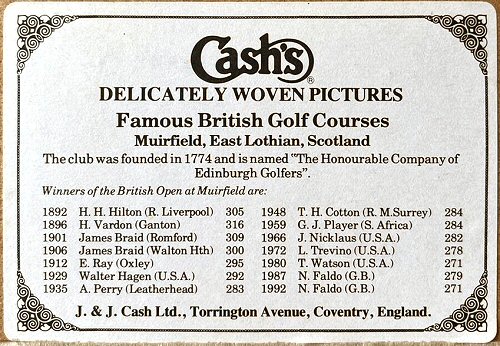 Cash's®
DELICATELY WOVEN PICTURES
Famous British Golf Courses
Muirfield, East Lothian, Scotland
The club was founded in 1774 and is named "The Honourable Company of
Edinburgh Golfers".
Winners of the British Open at Muirfield are:
1892 H. H. Hilton (R. Liverpool) 305 1948 T. H. Cotton (R. M. Surrey) 284
1896 H. Vardon (Ganton) 316 1959 G. J. Player (S. Africa) 284
1901 James Braid (Romford) 309 1966 J. Nicklaus (U.S.A.) 282
1906 James Braid (Walton Hth) 300 1972 L. Trevino (U.S.A.) 278
1912 E. Ray (Oxley) 295 1980 T. Watson (U.S.A.) 271
1929 Walter Hagen (U.S.A.) 292 1987 N. Faldo (G.B.) 279
1935 A. Perry (Leatherhead) 283 1992 N. Faldo (G.B.) 271
J. & J. Cash Ltd., Torrington Avenue, Coventry, England.